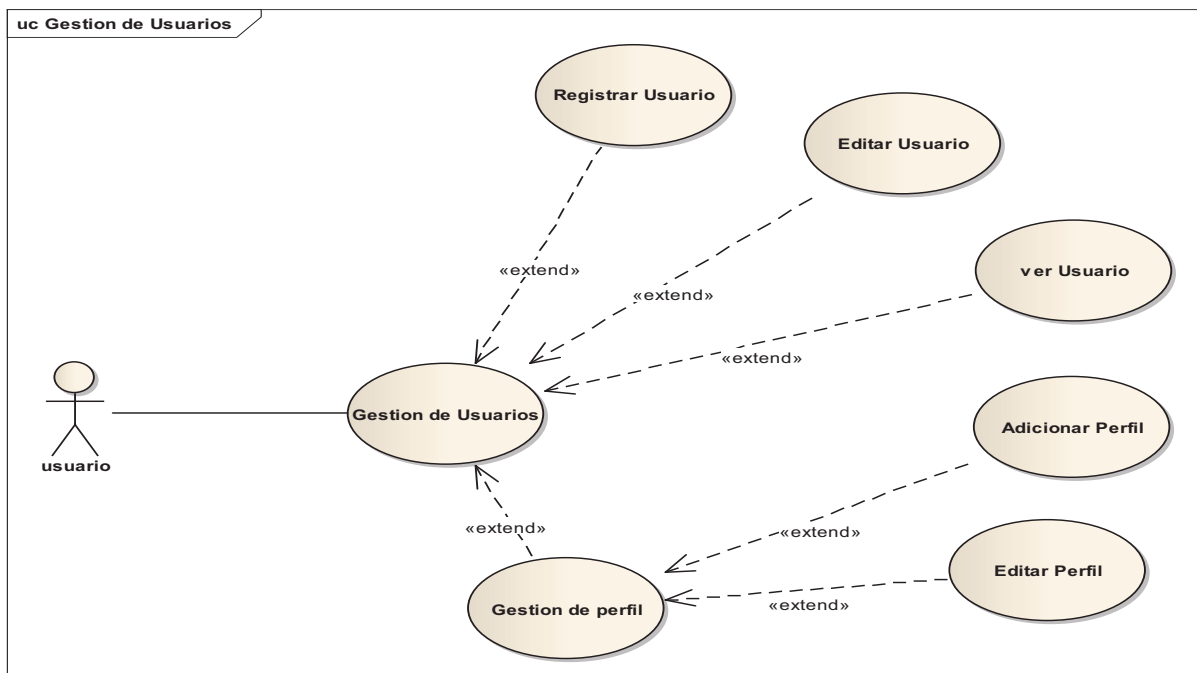 uc Gestion de Usuarios
Registrar Usuario
Editar Usuario
ver Usuario
«extend»
«extend»
«extend»
Gestion de Usuarios
usuario
Adicionar Perfil
«extend»
«extend»
Editar Perfil
«extend»
Gestion de perfil